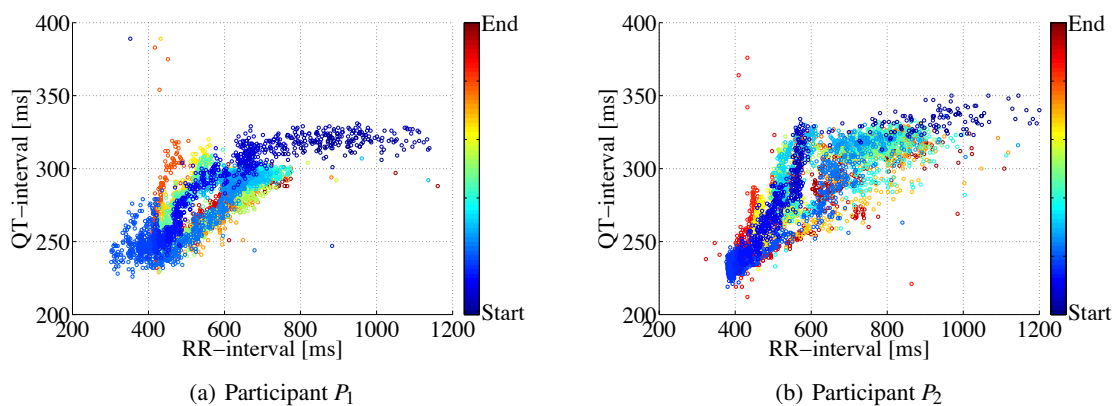 400
350
300
250
200
QT−interval [ms]
200 400 600 800 1000 1200
RR−interval [ms]
End
Start
(a) Participant P1
400
350
300
250
200
QT−interval [ms]
400 600 800 1000 1200
RR−interval [ms]
End
Start
(b) Participant P2